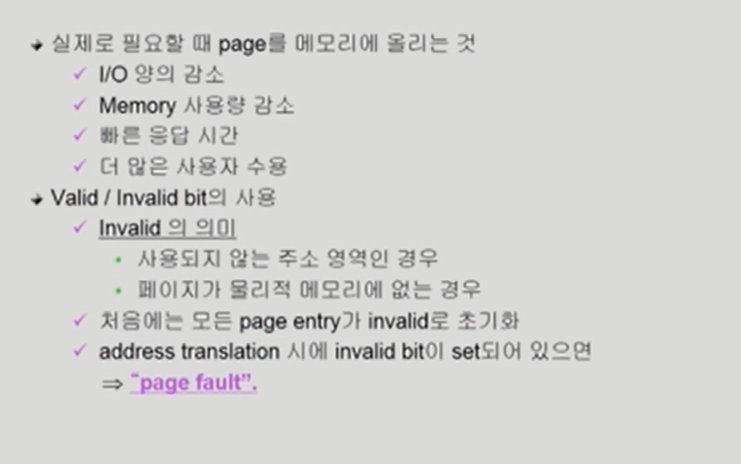 실제로 필요할 때 page를 메모리에 올리는 것
✓ I/O 양의 감소
✓ Memory 사용량 감소
✓ 빠른 응답 시간
✓ 더 많은 사용자 수용
Valid / Invalid bit의 사용
✓ Invalid 의 의미
• 사용되지 않는 주소 영역인 경우
• 페이지가 물리적 메모리에 없는 경우
✓ 처음에는 모든 page entry가 invalid로 초기화
✓ address translation 시에 invalid bit이 set되어 있으면
⇒ “page fault”.